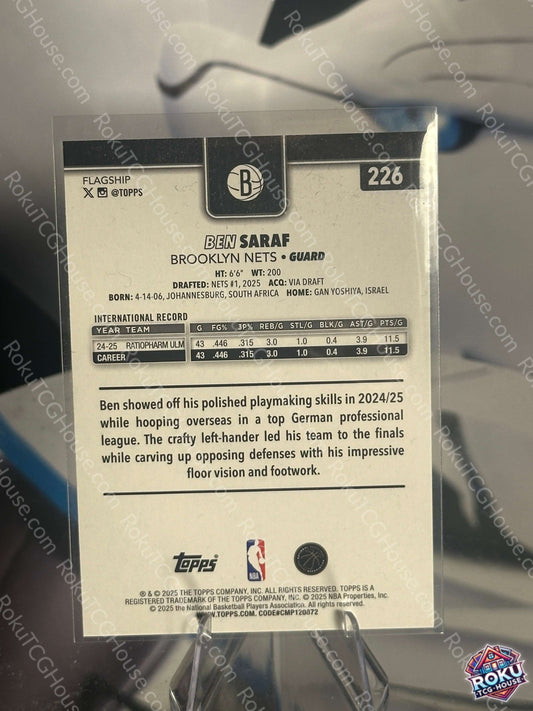 FLAGSHIP
X @TOPPS
B
226
BEN SARAF
BROOKLYN NETS • GUARD
HT: 6'6" WT: 200
DRAFTED: NETS #1, 2025 ACQ: VIA DRAFT
BORN: 4-14-06, JOHANNESBURG, SOUTH AFRICA HOME: GAN YOSHIYA, ISRAEL
INTERNATIONAL RECORD
YEAR TEAM G FG% 3P% REB/G STL/G BLK/G AST/G PTS/G
24-25 RATIOPHARM ULM 43 .446 .315 3.0 1.0 0.4 3.9 11.5
CAREER 43 .446 .315 3.0 1.0 0.4 3.9 11.5
Ben showed off his polished playmaking skills in 2024/25
while hooping overseas in a top German professional
league. The crafty left-hander led his team to the finals
while carving up opposing defenses with his impressive
floor vision and footwork.
topps
NBA
® & © 2025 THE TOPPS COMPANY, INC. ALL RIGHTS RESERVED. TOPPS IS A
REGISTERED TRADEMARK OF THE TOPPS COMPANY, INC. © 2025 NBA Properties, Inc.
© 2025 the National Basketball Players Association. All rights reserved.
WWW.TOPPS.COM. CODE#CMP120872
RokuTCGHouse.com
ROKU
TCG-HOUSE